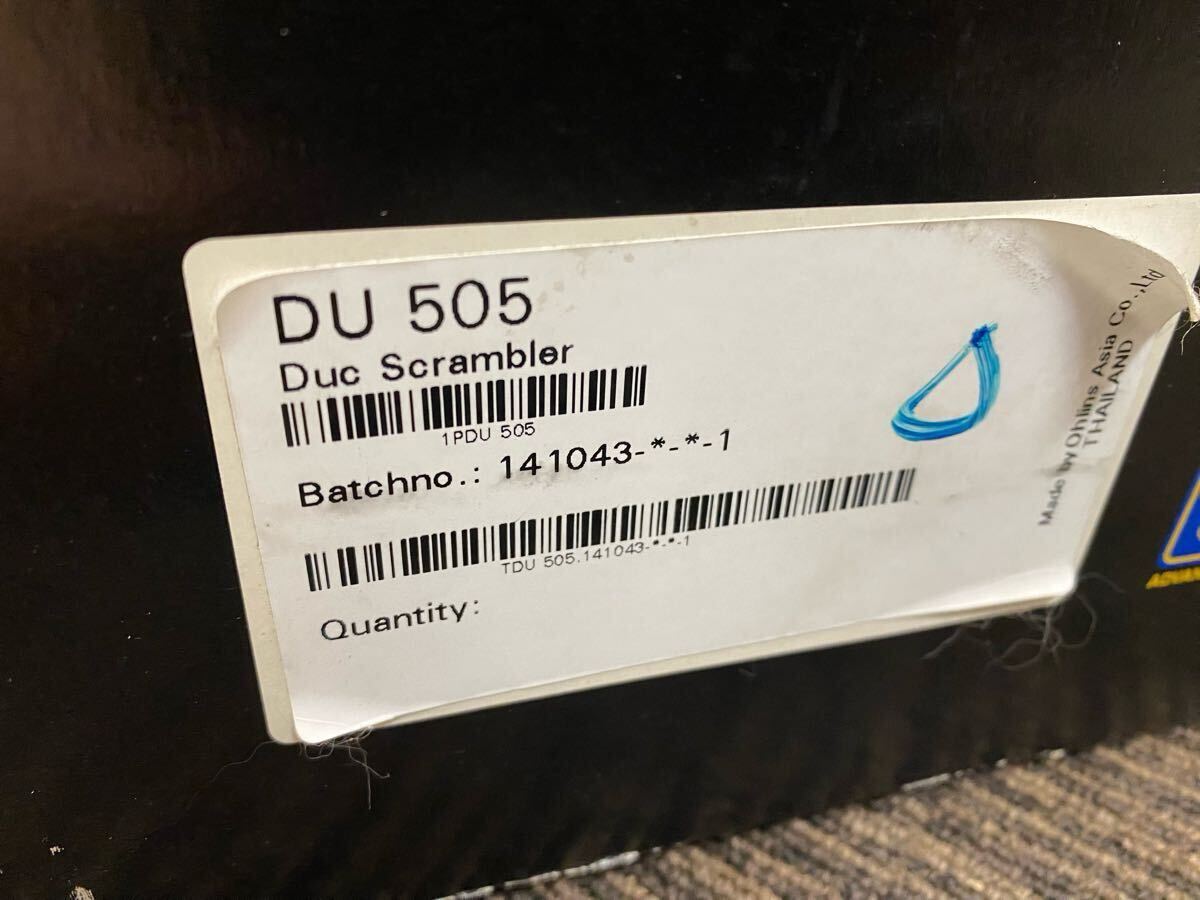 DU 505
Duc Scrambler
1PDU 505
Batchno.: 141043-*-*-1
TDU 505.141043-*-*-1
Quantity:
Made by Ohlins Asia Co.,Ltd
THAILAND